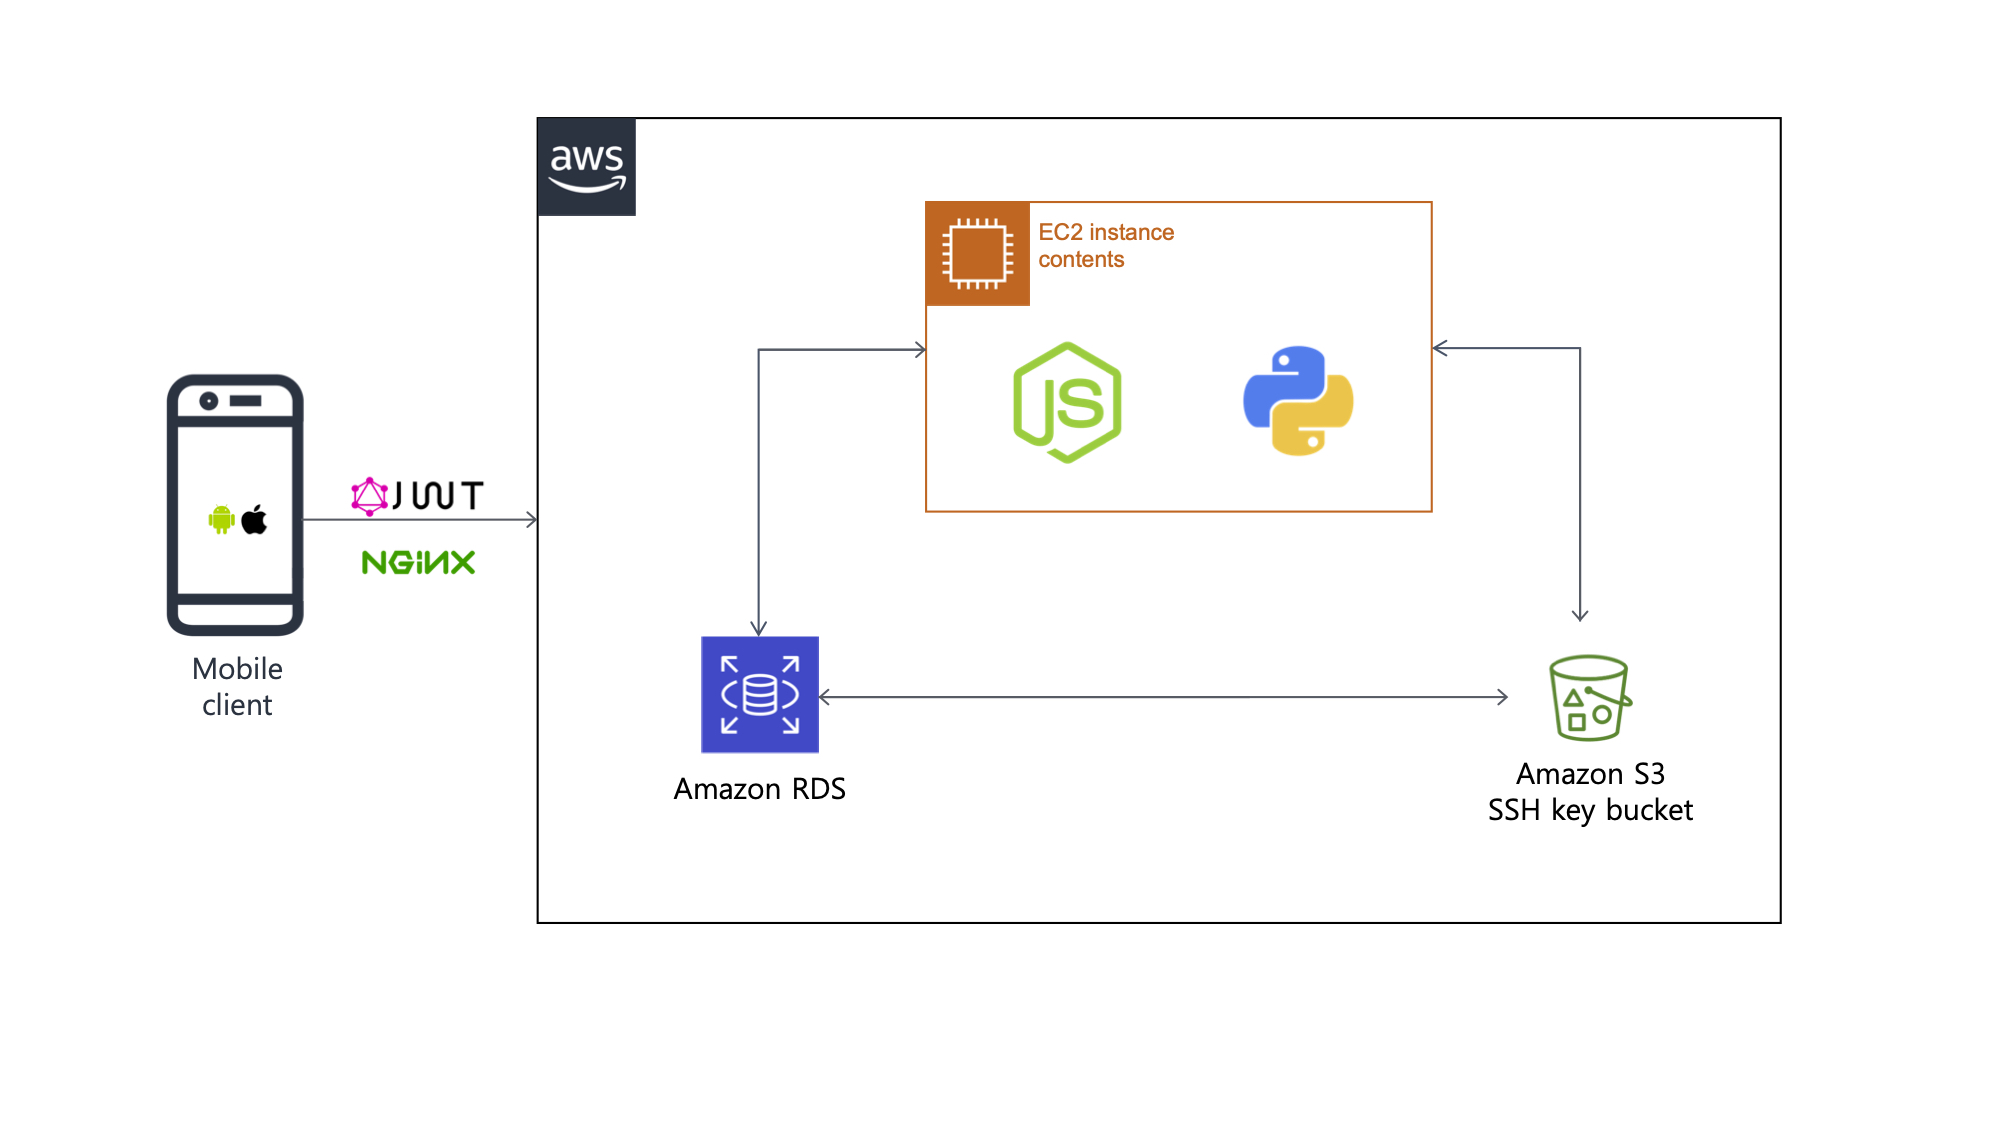 aws
EC2 instance
contents
JS
JWT
NGINX
Mobile
client
Amazon RDS
Amazon S3
SSH key bucket